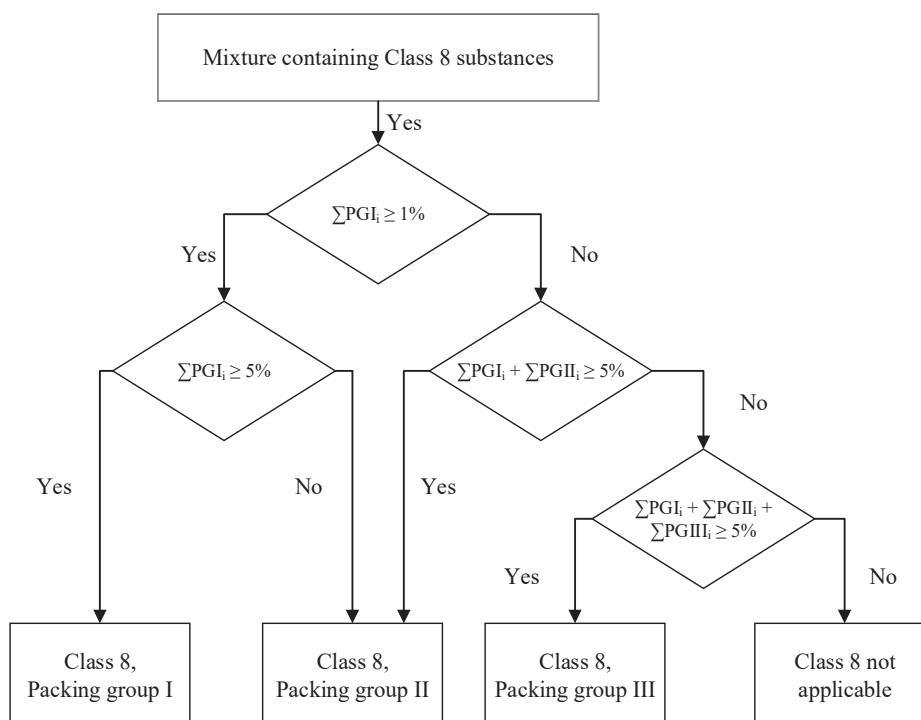 Mixture containing Class 8 substances
Yes
∑PGIᵢ ≥ 1%
Yes
No
∑PGIᵢ ≥ 5%
∑PGIᵢ + ∑PGIIᵢ ≥ 5%
No
Yes
No
Yes
∑PGIᵢ + ∑PGIIᵢ +
∑PGIIIᵢ ≥ 5%
Yes
No
Class 8,
Packing group I
Class 8,
Packing group II
Class 8,
Packing group III
Class 8 not
applicable